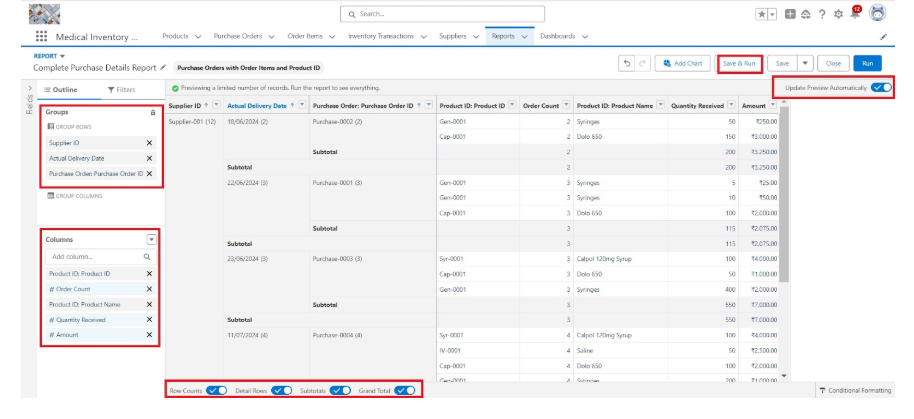 Search...
12
Medical Inventory ...
Products
Purchase Orders
Order Items
Inventory Transactions
Suppliers
Reports
Dashboards
REPORT
Complete Purchase Details Report
Purchase Orders with Order Items and Product ID
Add Chart
Save & Run
Save
Close
Run
Fields
Outline
Filters
Previewing a limited number of records. Run the report to see everything.
Update Preview Automatically
Groups
GROUP ROWS
Supplier ID
Actual Delivery Date
Purchase Order: Purchase Order ID
GROUP COLUMNS
Columns
Add column...
Product ID: Product ID
# Order Count
Product ID: Product Name
# Quantity Received
# Amount
Supplier ID Actual Delivery Date Purchase Order: Purchase Order ID Product ID: Product ID Order Count Product ID: Product Name Quantity Received Amount
Supplier-001 (12) 18/06/2024 (2) Purchase-0002 (2) Gen-0001 2 Syringes 50 ₹250.00
Cap-0001 2 Dolo 650 150 ₹3,000.00
Subtotal 2 200 ₹3,250.00
Subtotal 2 200 ₹3,250.00
22/06/2024 (3) Purchase-0001 (3) Gen-0001 3 Syringes 5 ₹25.00
Gen-0001 3 Syringes 10 ₹50.00
Cap-0001 3 Dolo 650 100 ₹2,000.00
Subtotal 3 115 ₹2,075.00
Subtotal 3 115 ₹2,075.00
23/06/2024 (3) Purchase-0003 (3) Syr-0001 3 Calpol 120mg Syrup 100 ₹4,000.00
Cap-0001 3 Dolo 650 50 ₹1,000.00
Gen-0001 3 Syringes 400 ₹2,000.00
Subtotal 3 550 ₹7,000.00
Subtotal 3 550 ₹7,000.00
11/07/2024 (4) Purchase-0004 (4) Syr-0001 4 Calpol 120mg Syrup 100 ₹4,000.00
IV-0001 4 Saline 50 ₹2,500.00
Cap-0001 4 Dolo 650 100 ₹2,000.00
Gen-0001 4 Syringes 200 ₹1,000.00
Row Counts Detail Rows Subtotals Grand Total
Conditional Formatting